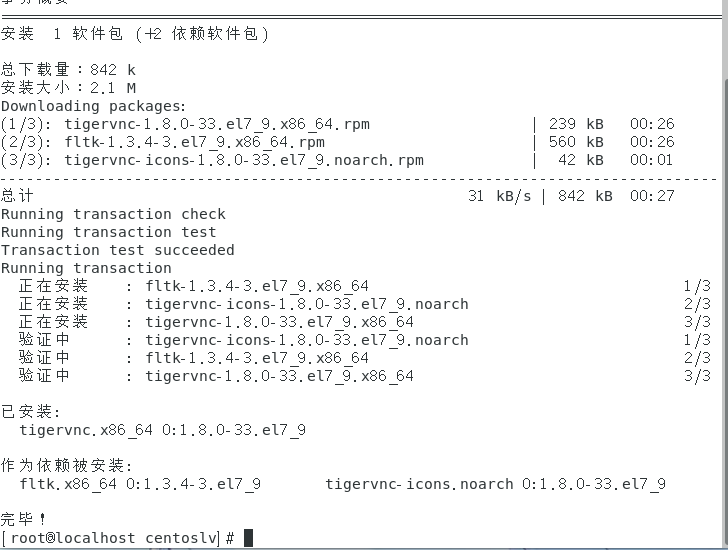 安装  1 软件包 (+2 依赖软件包)
总下载量：842 k
安装大小：2.1 M
Downloading packages:
(1/3): tigervnc-1.8.0-33.el7_9.x86_64.rpm | 239 kB 00:26
(2/3): fltk-1.3.4-3.el7_9.x86_64.rpm | 560 kB 00:26
(3/3): tigervnc-icons-1.8.0-33.el7_9.noarch.rpm | 42 kB 00:01
--------------------------------------------------------------------------------
总计 31 kB/s | 842 kB 00:27
Running transaction check
Running transaction test
Transaction test succeeded
Running transaction
正在安装 : fltk-1.3.4-3.el7_9.x86_64 1/3
正在安装 : tigervnc-icons-1.8.0-33.el7_9.noarch 2/3
正在安装 : tigervnc-1.8.0-33.el7_9.x86_64 3/3
验证中 : tigervnc-icons-1.8.0-33.el7_9.noarch 1/3
验证中 : fltk-1.3.4-3.el7_9.x86_64 2/3
验证中 : tigervnc-1.8.0-33.el7_9.x86_64 3/3
已安装:
tigervnc.x86_64 0:1.8.0-33.el7_9
作为依赖被安装:
fltk.x86_64 0:1.3.4-3.el7_9 tigervnc-icons.noarch 0:1.8.0-33.el7_9
完毕！
[root@localhost centoslv]#